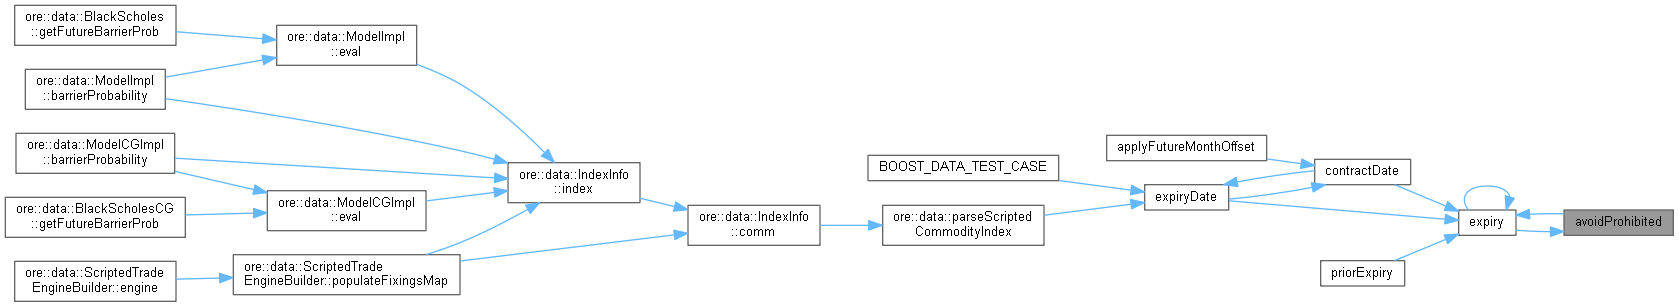 ore::data::BlackScholes
::getFutureBarrierProb
ore::data::ModelImpl
::barrierProbability
ore::data::ModelCGImpl
::barrierProbability
ore::data::BlackScholesCG
::getFutureBarrierProb
ore::data::ScriptedTrade
EngineBuilder::engine
ore::data::ModelImpl
::eval
ore::data::ModelCGImpl
::eval
ore::data::ScriptedTrade
EngineBuilder::populateFixingsMap
ore::data::IndexInfo
::index
ore::data::IndexInfo
::comm
BOOST_DATA_TEST_CASE
ore::data::parseScripted
CommodityIndex
applyFutureMonthOffset
expiryDate
contractDate
priorExpiry
expiry
avoidProhibited